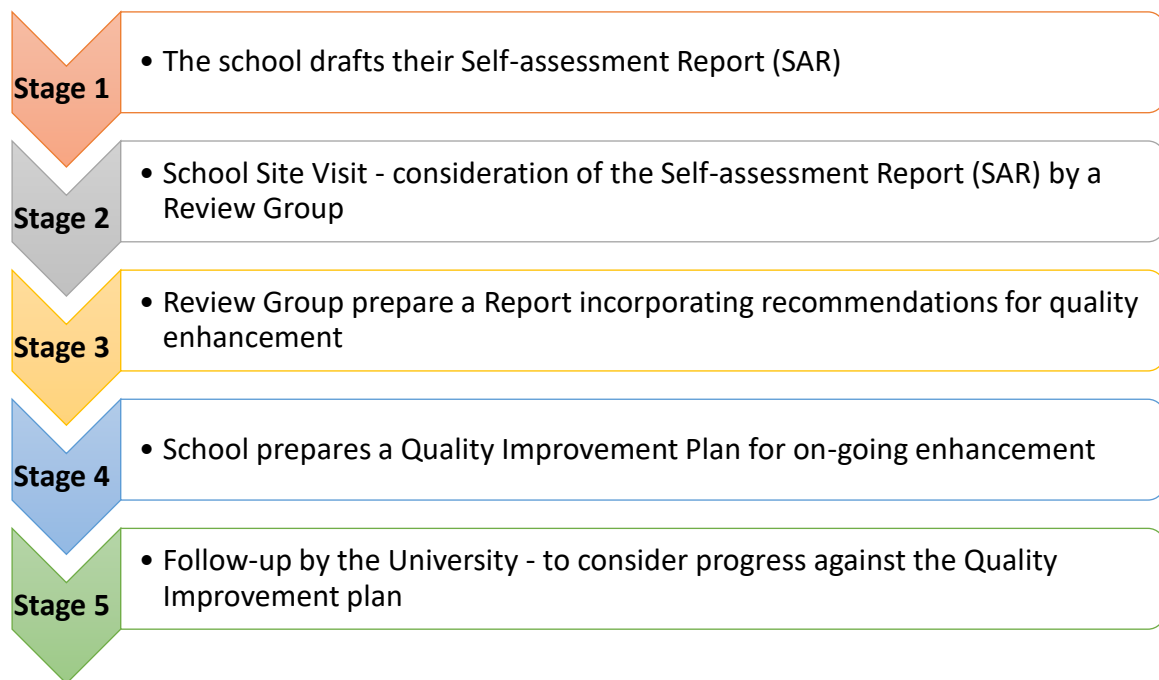 Stage 1
• The school drafts their Self-assessment Report (SAR)
Stage 2
• School Site Visit - consideration of the Self-assessment Report (SAR) by a
Review Group
Stage 3
• Review Group prepare a Report incorporating recommendations for quality
enhancement
Stage 4
• School prepares a Quality Improvement Plan for on-going enhancement
Stage 5
• Follow-up by the University - to consider progress against the Quality
Improvement plan